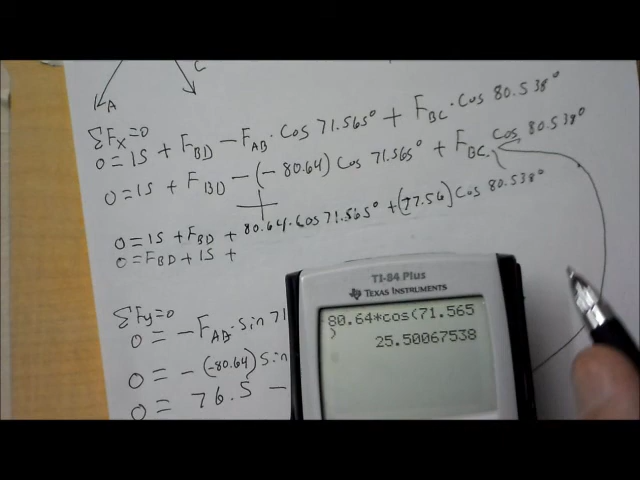 A
C
ΣFx=0
0=15 + FBD − FAB · Cos 71.565° + FBC · Cos 80.538°
0=15 + FBD − (−80.64) Cos 71.565° + FBC Cos 80.538°
0=15 + FBD + 80.64 · Cos 71.565° + (77.56) Cos 80.538°
0=FBD + 15 +
ΣFy=0
0= −FAB · Sin 71
0= −(−80.64) Sin
0= 76.5 −
TI-84 Plus
TEXAS INSTRUMENTS
80.64*cos(71.565
)
25.50067538